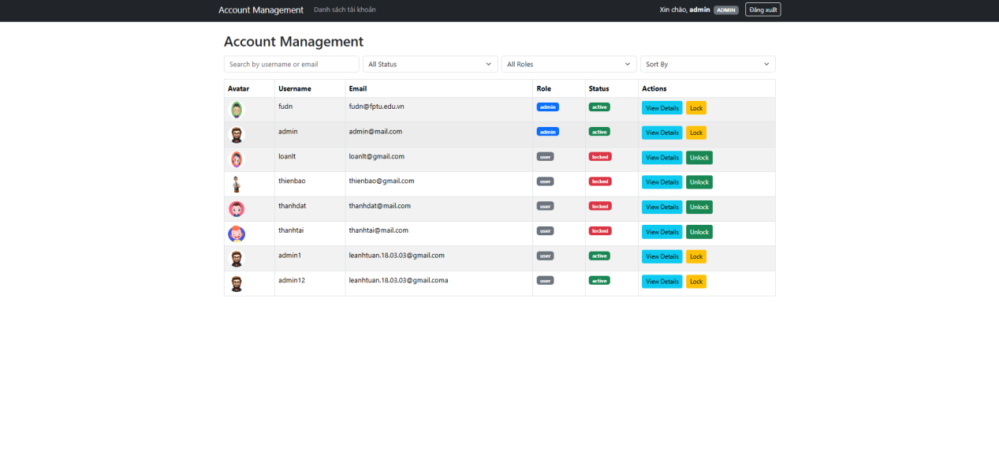 Account Management Danh sách tài khoản Xin chào, admin ADMIN Đăng xuất
Account Management
Search by username or email All Status All Roles Sort By
Avatar Username Email Role Status Actions
fudn fudn@fptu.edu.vn admin active View Details Lock
admin admin@mail.com admin active View Details Lock
loanlt loanlt@gmail.com user locked View Details Unlock
thienbao thienbao@gmail.com user locked View Details Unlock
thanhdat thanhdat@mail.com user locked View Details Unlock
thanhtai thanhtai@mail.com user locked View Details Unlock
admin1 leanhtuan.18.03.03@gmail.com user active View Details Lock
admin12 leanhtuan.18.03.03@gmail.coma user active View Details Lock